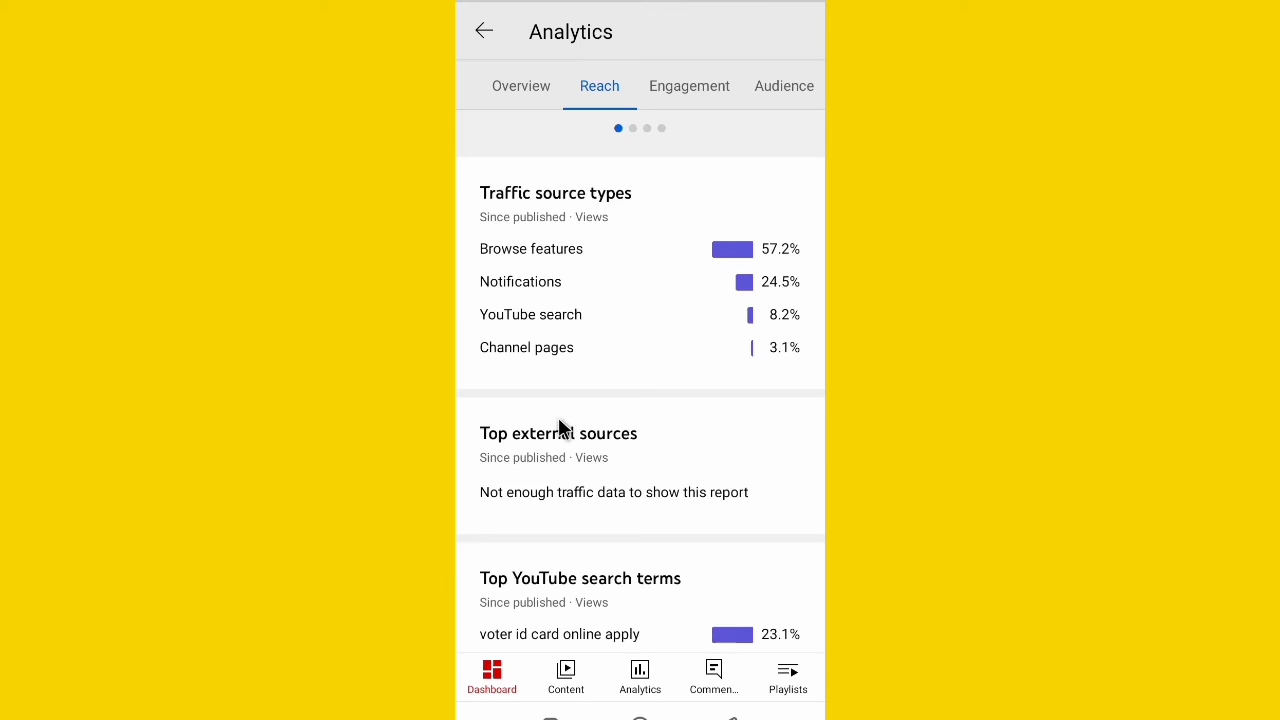 Analytics
Overview Reach Engagement Audience
Traffic source types
Since published · Views
Browse features 57.2%
Notifications 24.5%
YouTube search 8.2%
Channel pages 3.1%
Top external sources
Since published · Views
Not enough traffic data to show this report
Top YouTube search terms
Since published · Views
voter id card online apply 23.1%
Dashboard Content Analytics Commen... Playlists